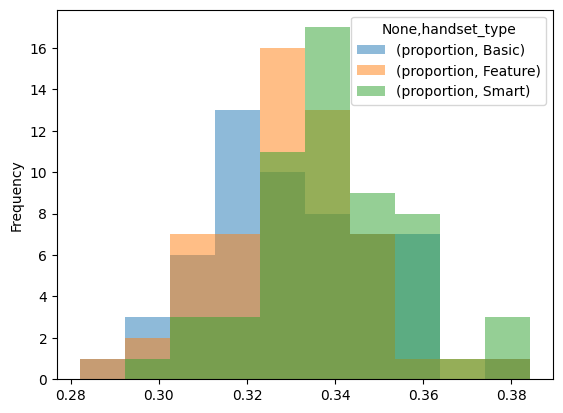 None,handset_type
(proportion, Basic)
(proportion, Feature)
(proportion, Smart)
Frequency
16
14
12
10
8
6
4
2
0
0.28 0.30 0.32 0.34 0.36 0.38